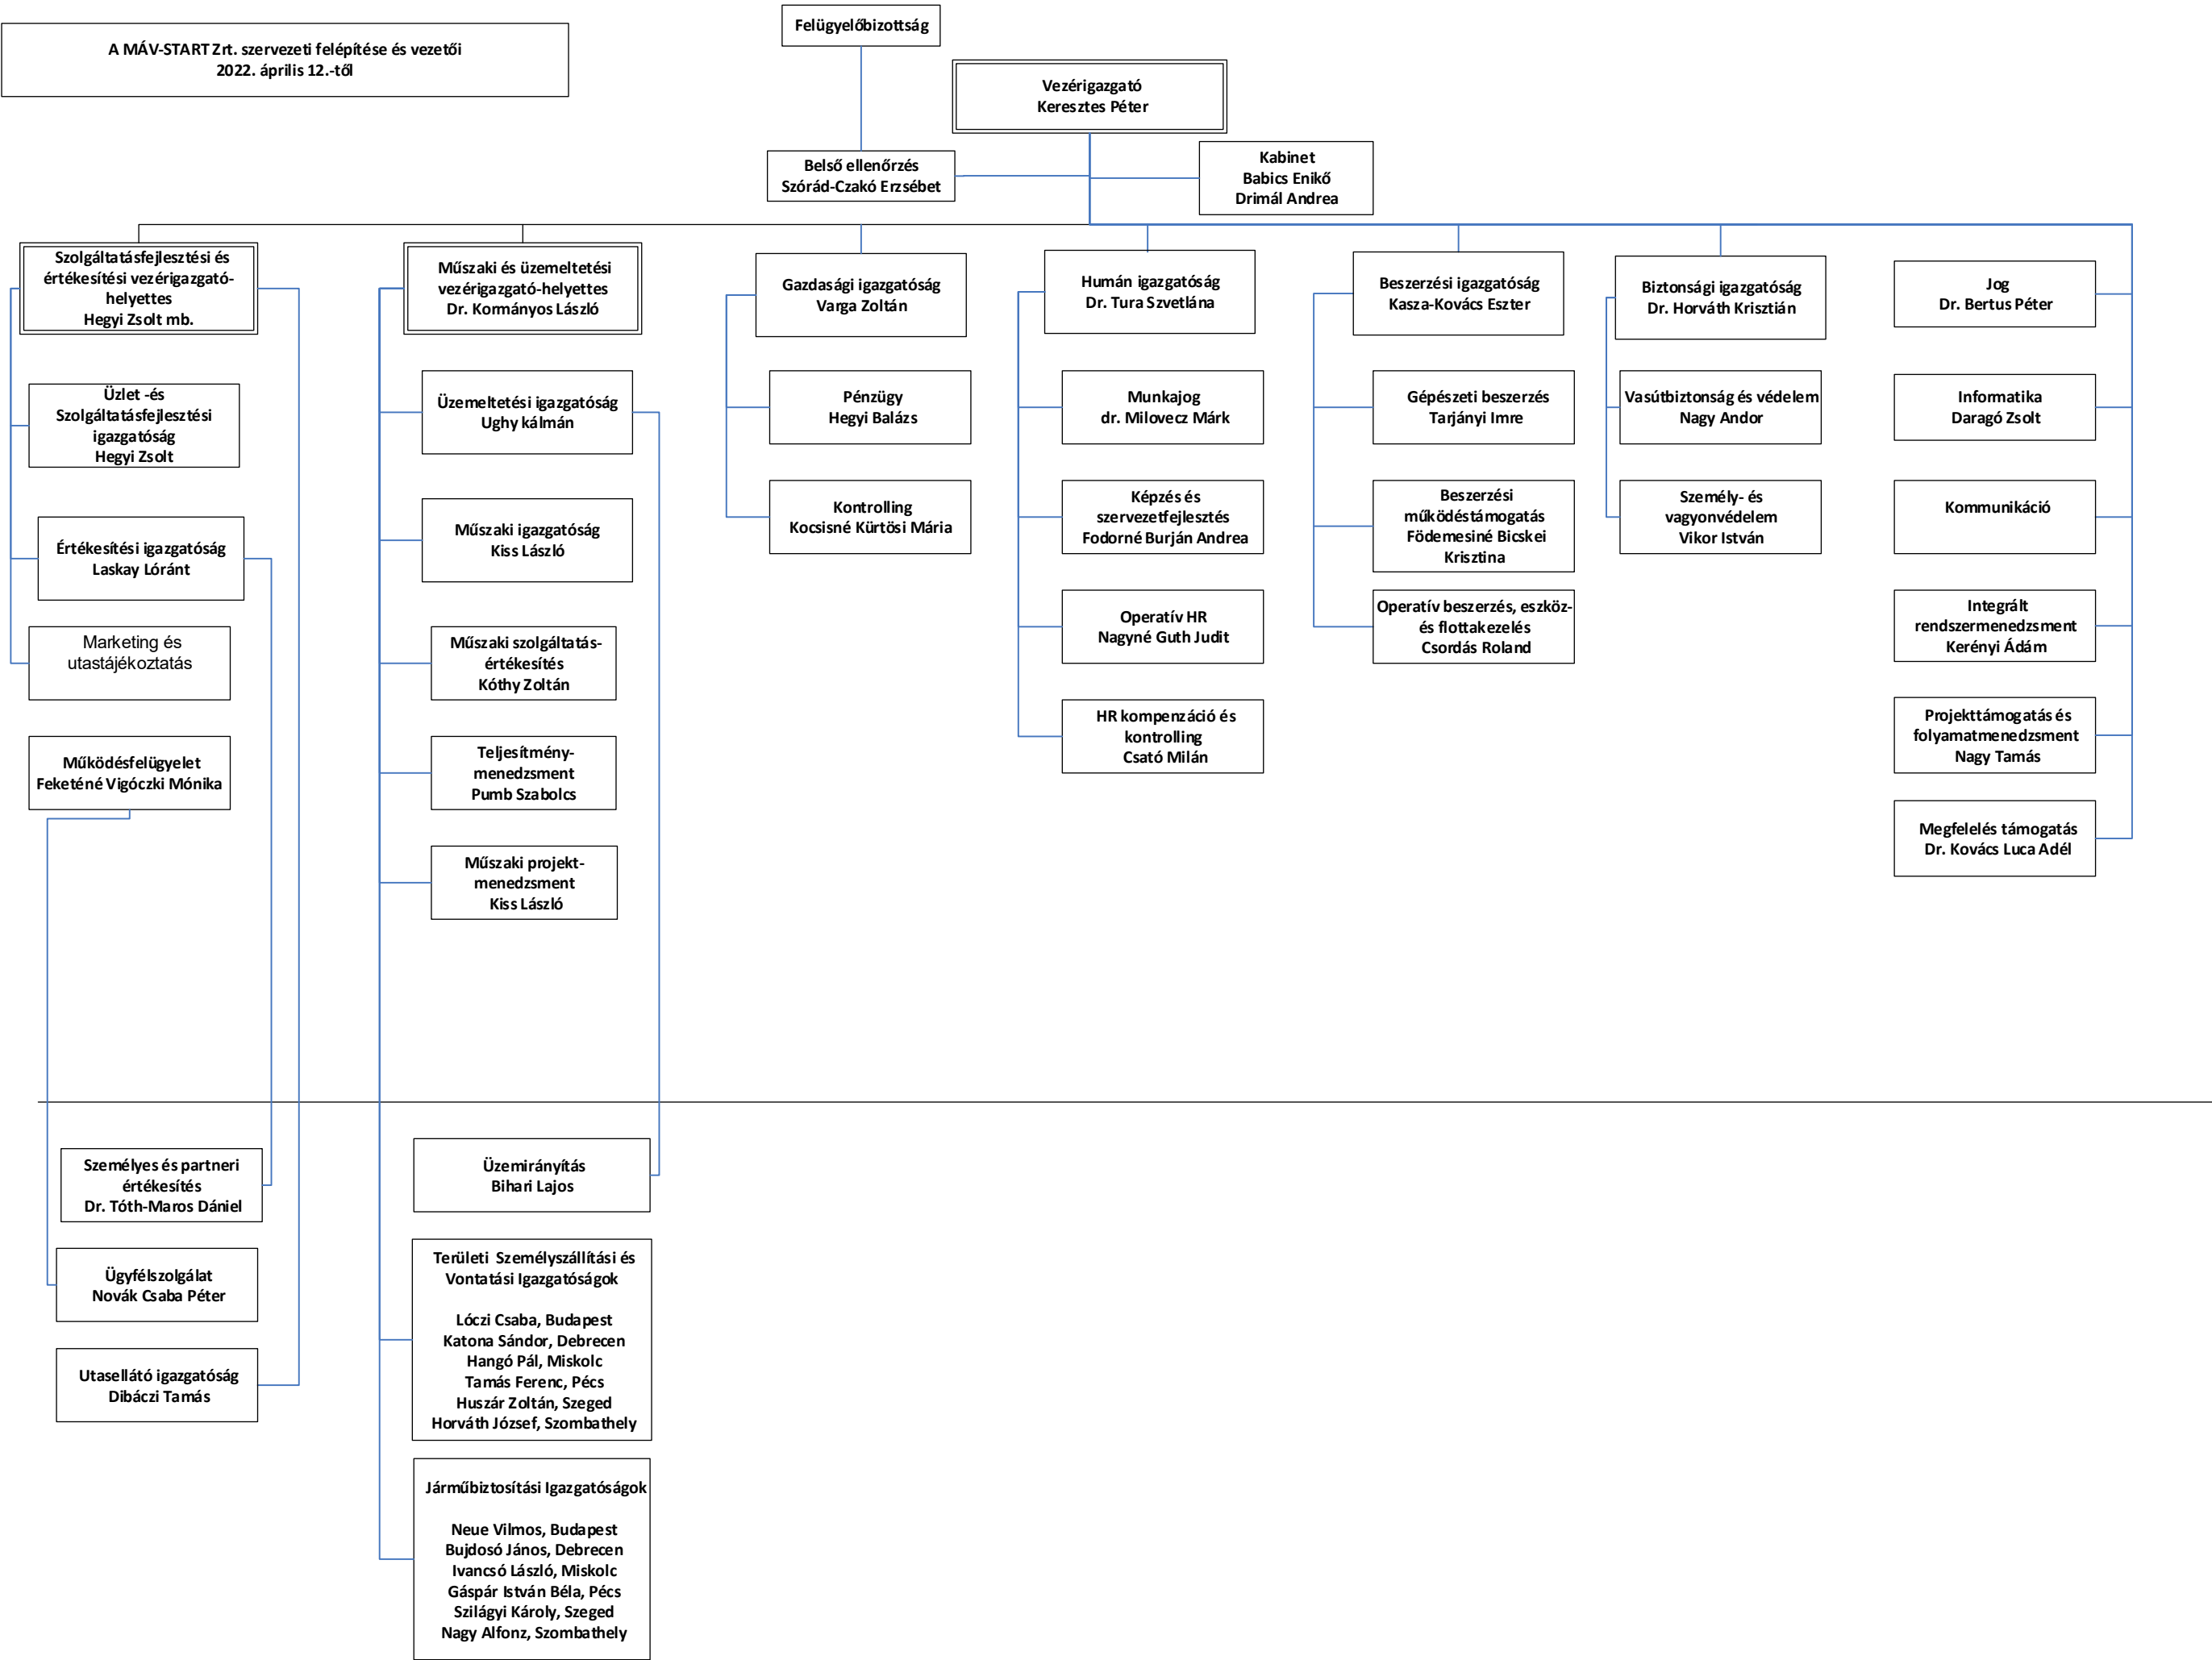 A MÁV-START Zrt. szervezeti felépítése és vezetői
2022. április 12.-től
Felügyelőbizottság
Vezérigazgató
Keresztes Péter
Belső ellenőrzés
Szórád-Czakó Erzsébet
Kabinet
Babics Enikő
Drimál Andrea
Szolgáltatásfejlesztési és
értékesítési vezérigazgató-
helyettes
Hegyi Zsolt mb.
Üzlet -és
Szolgáltatásfejlesztési
igazgatóság
Hegyi Zsolt
Értékesítési igazgatóság
Laskay Lóránt
Marketing és
utastájékoztatás
Működésfelügyelet
Feketéné Vigóczki Mónika
Műszaki és üzemeltetési
vezérigazgató-helyettes
Dr. Kormányos László
Üzemeltetési igazgatóság
Ughy kálmán
Műszaki igazgatóság
Kiss László
Műszaki szolgáltatás-
értékesítés
Kóthy Zoltán
Teljesítmény-
menedzsment
Pumb Szabolcs
Műszaki projekt-
menedzsment
Kiss László
Gazdasági igazgatóság
Varga Zoltán
Pénzügy
Hegyi Balázs
Kontrolling
Kocsisné Kürtösi Mária
Humán igazgatóság
Dr. Tura Szvetlána
Munkajog
dr. Milovecz Márk
Képzés és
szervezetfejlesztés
Fodorné Burján Andrea
Operatív HR
Nagyné Guth Judit
HR kompenzáció és
kontrolling
Csató Milán
Beszerzési igazgatóság
Kasza-Kovács Eszter
Gépészeti beszerzés
Tarjányi Imre
Beszerzési
működéstámogatás
Födemesiné Bicskei
Krisztina
Operatív beszerzés, eszköz-
és flottakezelés
Csordás Roland
Biztonsági igazgatóság
Dr. Horváth Krisztián
Vasútbiztonság és védelem
Nagy Andor
Személy- és
vagyonvédelem
Vikor István
Jog
Dr. Bertus Péter
Informatika
Daragó Zsolt
Kommunikáció
Integrált
rendszermenedzsment
Kerényi Ádám
Projekttámogatás és
folyamatmenedzsment
Nagy Tamás
Megfelelés támogatás
Dr. Kovács Luca Adél
Személyes és partneri
értékesítés
Dr. Tóth-Maros Dániel
Ügyfélszolgálat
Novák Csaba Péter
Utasellátó igazgatóság
Dibáczi Tamás
Üzemirányítás
Bihari Lajos
Területi Személyszállítási és
Vontatási Igazgatóságok
Lóczi Csaba, Budapest
Katona Sándor, Debrecen
Hangó Pál, Miskolc
Tamás Ferenc, Pécs
Huszár Zoltán, Szeged
Horváth József, Szombathely
Járműbiztosítási Igazgatóságok
Neue Vilmos, Budapest
Bujdosó János, Debrecen
Ivancsó László, Miskolc
Gáspár István Béla, Pécs
Szilágyi Károly, Szeged
Nagy Alfonz, Szombathely